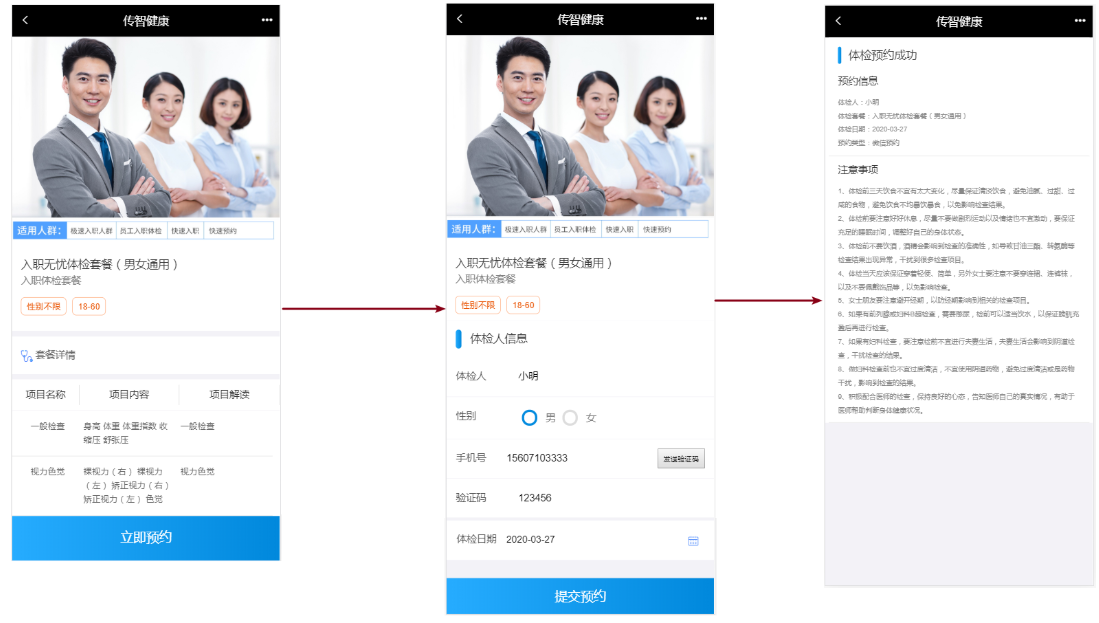 传智健康
适用人群：
极速入职人群
员工入职体检
快速入职
快速预约
入职无忧体检套餐（男女通用）
入职体检套餐
性别不限
18-60
套餐详情
项目名称
项目内容
项目解读
一般检查
身高 体重 体重指数 收
缩压 舒张压
一般检查
视力色觉
裸视力（右） 裸视力
（左） 矫正视力（右）
矫正视力（左） 色觉
视力色觉
立即预约
传智健康
适用人群：
极速入职人群
员工入职体检
快速入职
快速预约
入职无忧体检套餐（男女通用）
入职体检套餐
性别不限
18-60
体检人信息
体检人
小明
性别
男
女
手机号
15607103333
发送验证码
验证码
123456
体检日期
2020-03-27
提交预约
传智健康
体检预约成功
预约信息
体检人：小明
体检套餐：入职无忧体检套餐（男女通用）
体检日期：2020-03-27
预约类型：微信预约
注意事项
1、体检前三天饮食不宜有太大变化，尽量保证清淡饮食，避免油腻、过甜、过
咸的食物，避免饮食不均暴饮暴食，以免影响检查结果。
2、体检前要注意好好休息，尽量不要做剧烈运动以及情绪也不宜激动，要保证
充足的睡眠时间，调整好自己的身体状态。
3、体检前不要饮酒，酒精会影响到检查的准确性，如导致甘油三酯、转氨酶等
检查结果出现异常，干扰到很多检查项目。
4、体检当天应该保证穿着轻便、简单，另外女士要注意不要穿连裙、连裤袜，
以及不要佩戴饰品等，以免影响检查。
5、女士朋友要注意避开经期，以防经期影响到相关的检查项目。
6、如果有前列腺或妇科B超检查，需要憋尿，检前可以适当饮水，以保证膀胱充
盈后再进行检查。
7、如果有妇科检查，要注意检前不宜进行夫妻生活，夫妻生活会影响到阴道检
查，干扰检查的结果。
8、做妇科检查前也不宜过度清洁，不宜使用阴道药物，避免过度清洁或是药物
干扰，影响到检查的结果。
9、积极配合医师的检查，保持良好的心态，告知医师自己的真实情况，有助于
医师帮助判断身体健康状况。